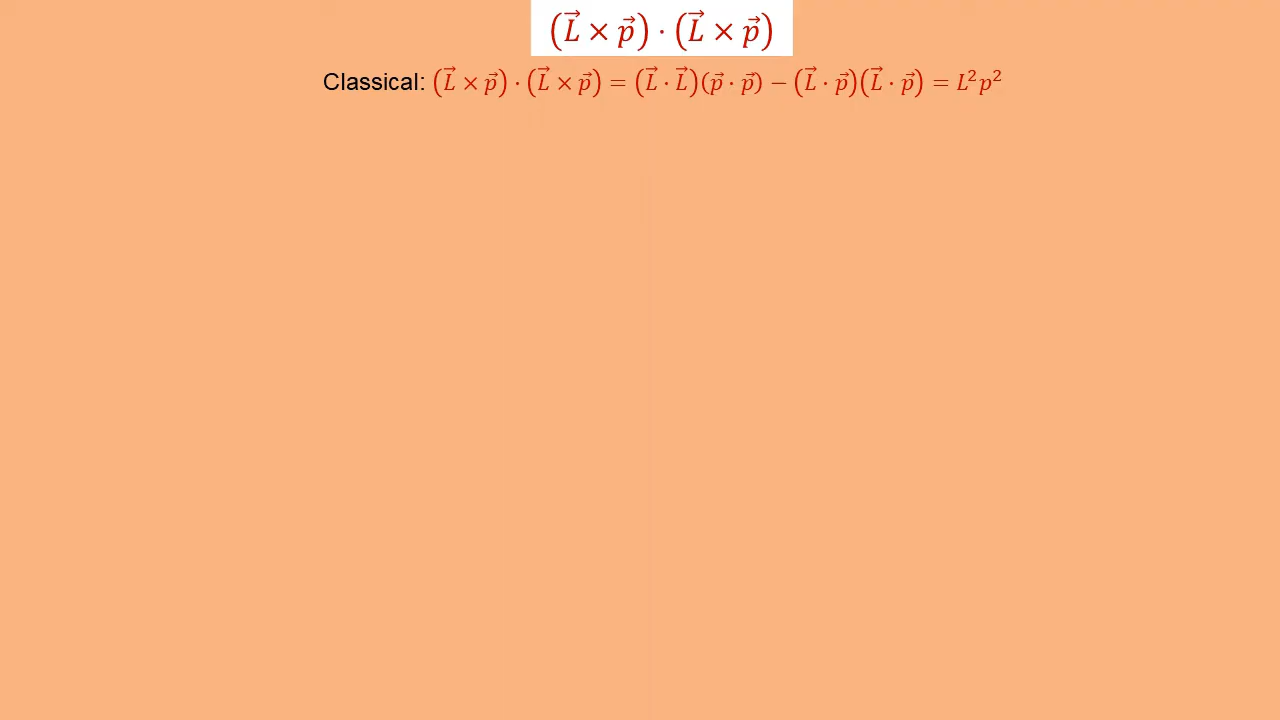 (L⃗ × p⃗) · (L⃗ × p⃗)
Classical: (L⃗ × p⃗) · (L⃗ × p⃗) = (L⃗ · L⃗)(p⃗ · p⃗) − (L⃗ · p⃗)(L⃗ · p⃗) = L²p²